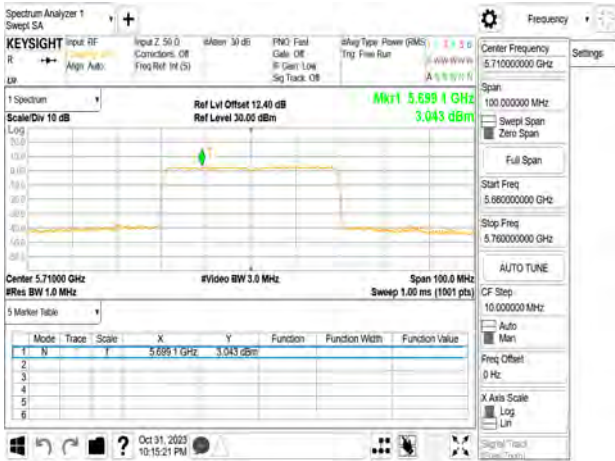 Spectrum Analyzer 1
Swept SA
+
Frequency
KEYSIGHT Input: RF
Input Z: 50 Ω
#Atten: 30 dB
PNO: Fast
#Avg Type: Power (RMS)
R
Align: Auto
Corrections: Off
Freq Ref: Int (S)
Gate: Off
IF Gain: Low
Sig Track: Off
Trig: Free Run
Center Frequency
5.710000000 GHz
Settings
Span
100.000000 MHz
Swept Span
Zero Span
Full Span
Start Freq
5.660000000 GHz
Stop Freq
5.760000000 GHz
AUTO TUNE
CF Step
10.000000 MHz
Auto
Man
Freq Offset
0 Hz
X Axis Scale
Log
Lin
Signal Track
1 Spectrum
Scale/Div 10 dB
Ref Lvl Offset 12.40 dB
Ref Level 30.00 dBm
Mkr1 5.699 1 GHz
3.043 dBm
Log
20.0
10.0
0.00
Center 5.71000 GHz
#Res BW 1.0 MHz
#Video BW 3.0 MHz
Span 100.0 MHz
Sweep 1.00 ms (1001 pts)
5 Marker Table
Mode Trace Scale X Y Function Function Width Function Value
1 N f 5.699 1 GHz 3.043 dBm
2
3
4
5
6
?
Oct 31, 2023
10:15:21 PM